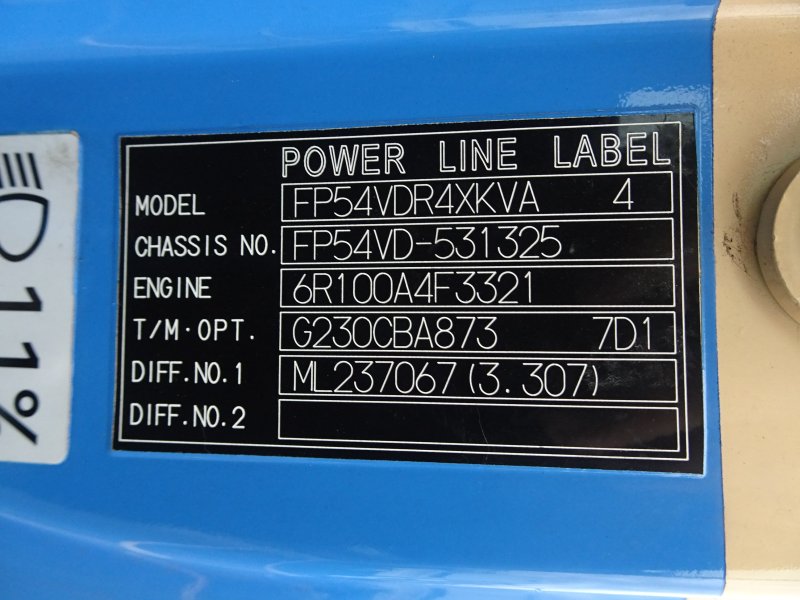 POWER LINE LABEL
MODEL FP54VDR4XKVA 4
CHASSIS NO. FP54VD-531325
ENGINE 6R100A4F3321
T/M·OPT. G230CBA873 7D1
DIFF.NO.1 ML237067(3.307)
DIFF.NO.2
11%